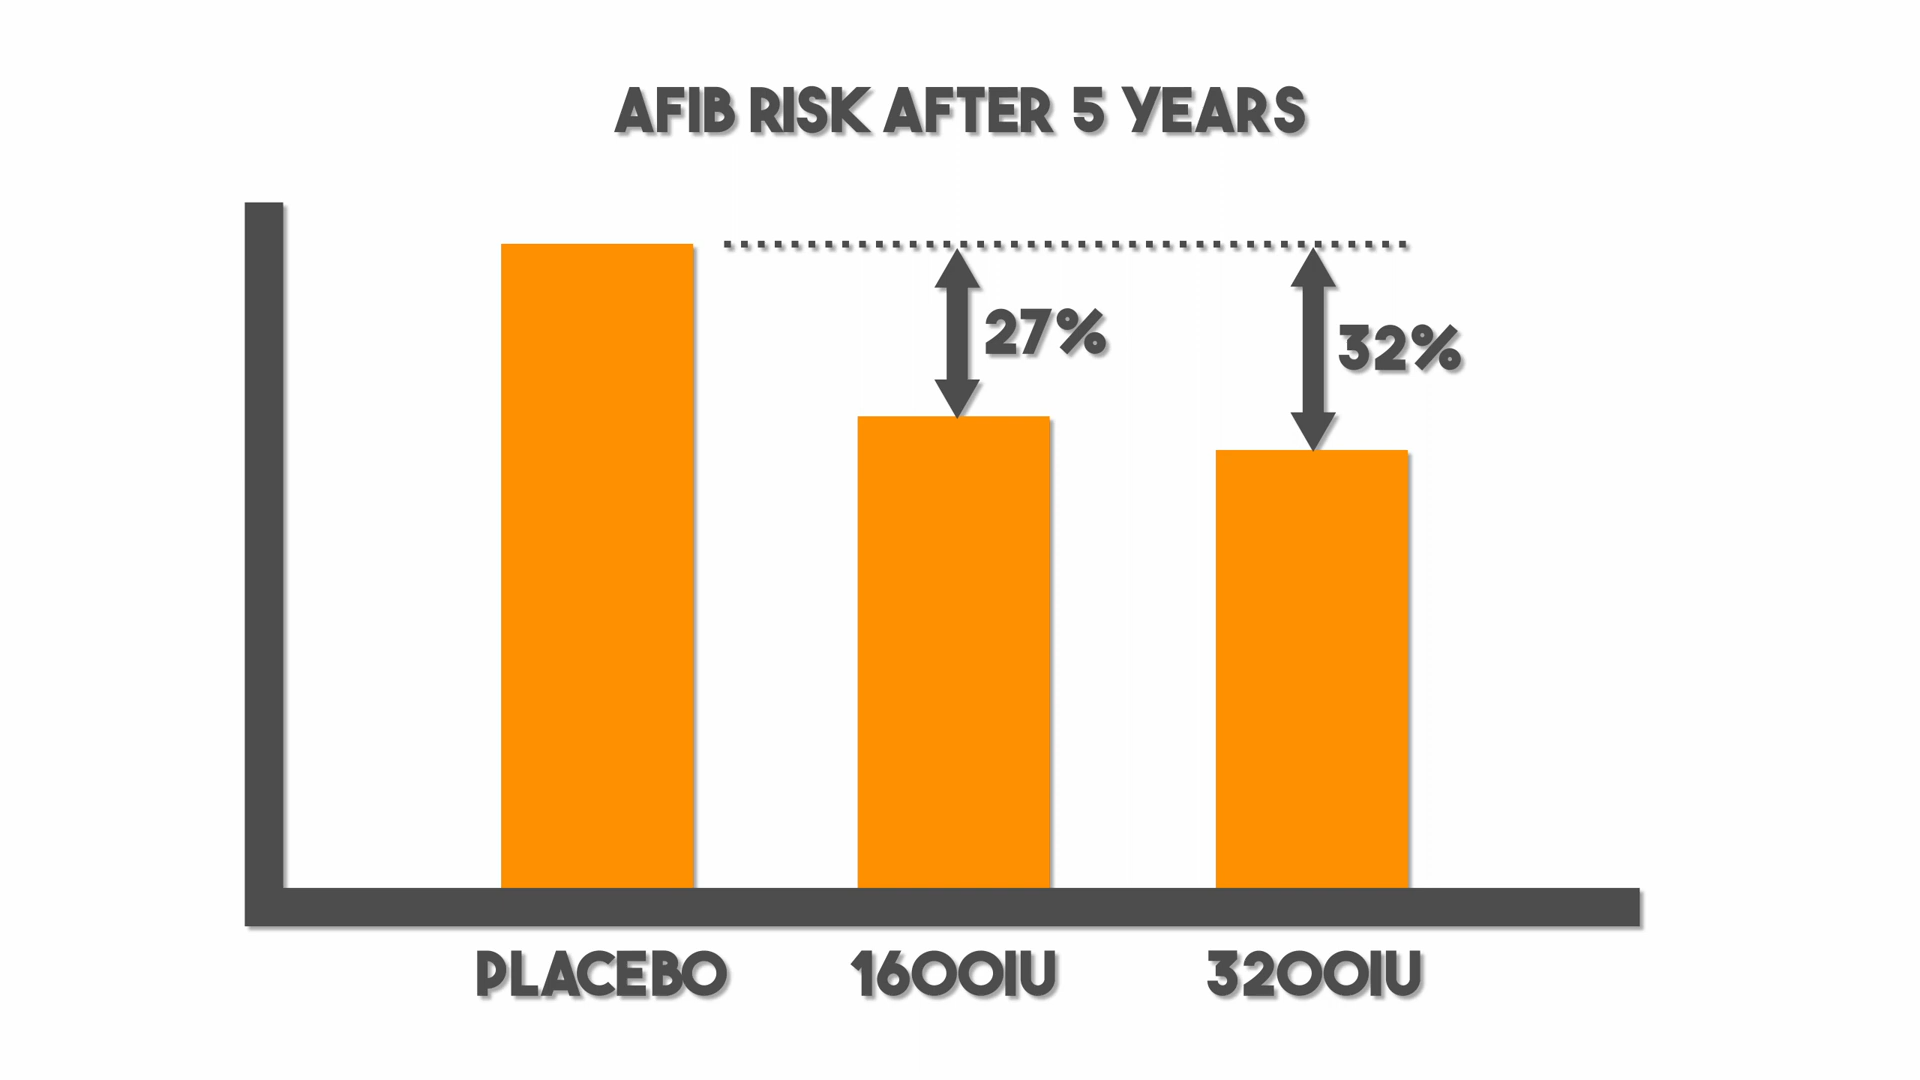 AFIB RISK AFTER 5 YEARS
27%
32%
PLACEBO
1600IU
3200IU